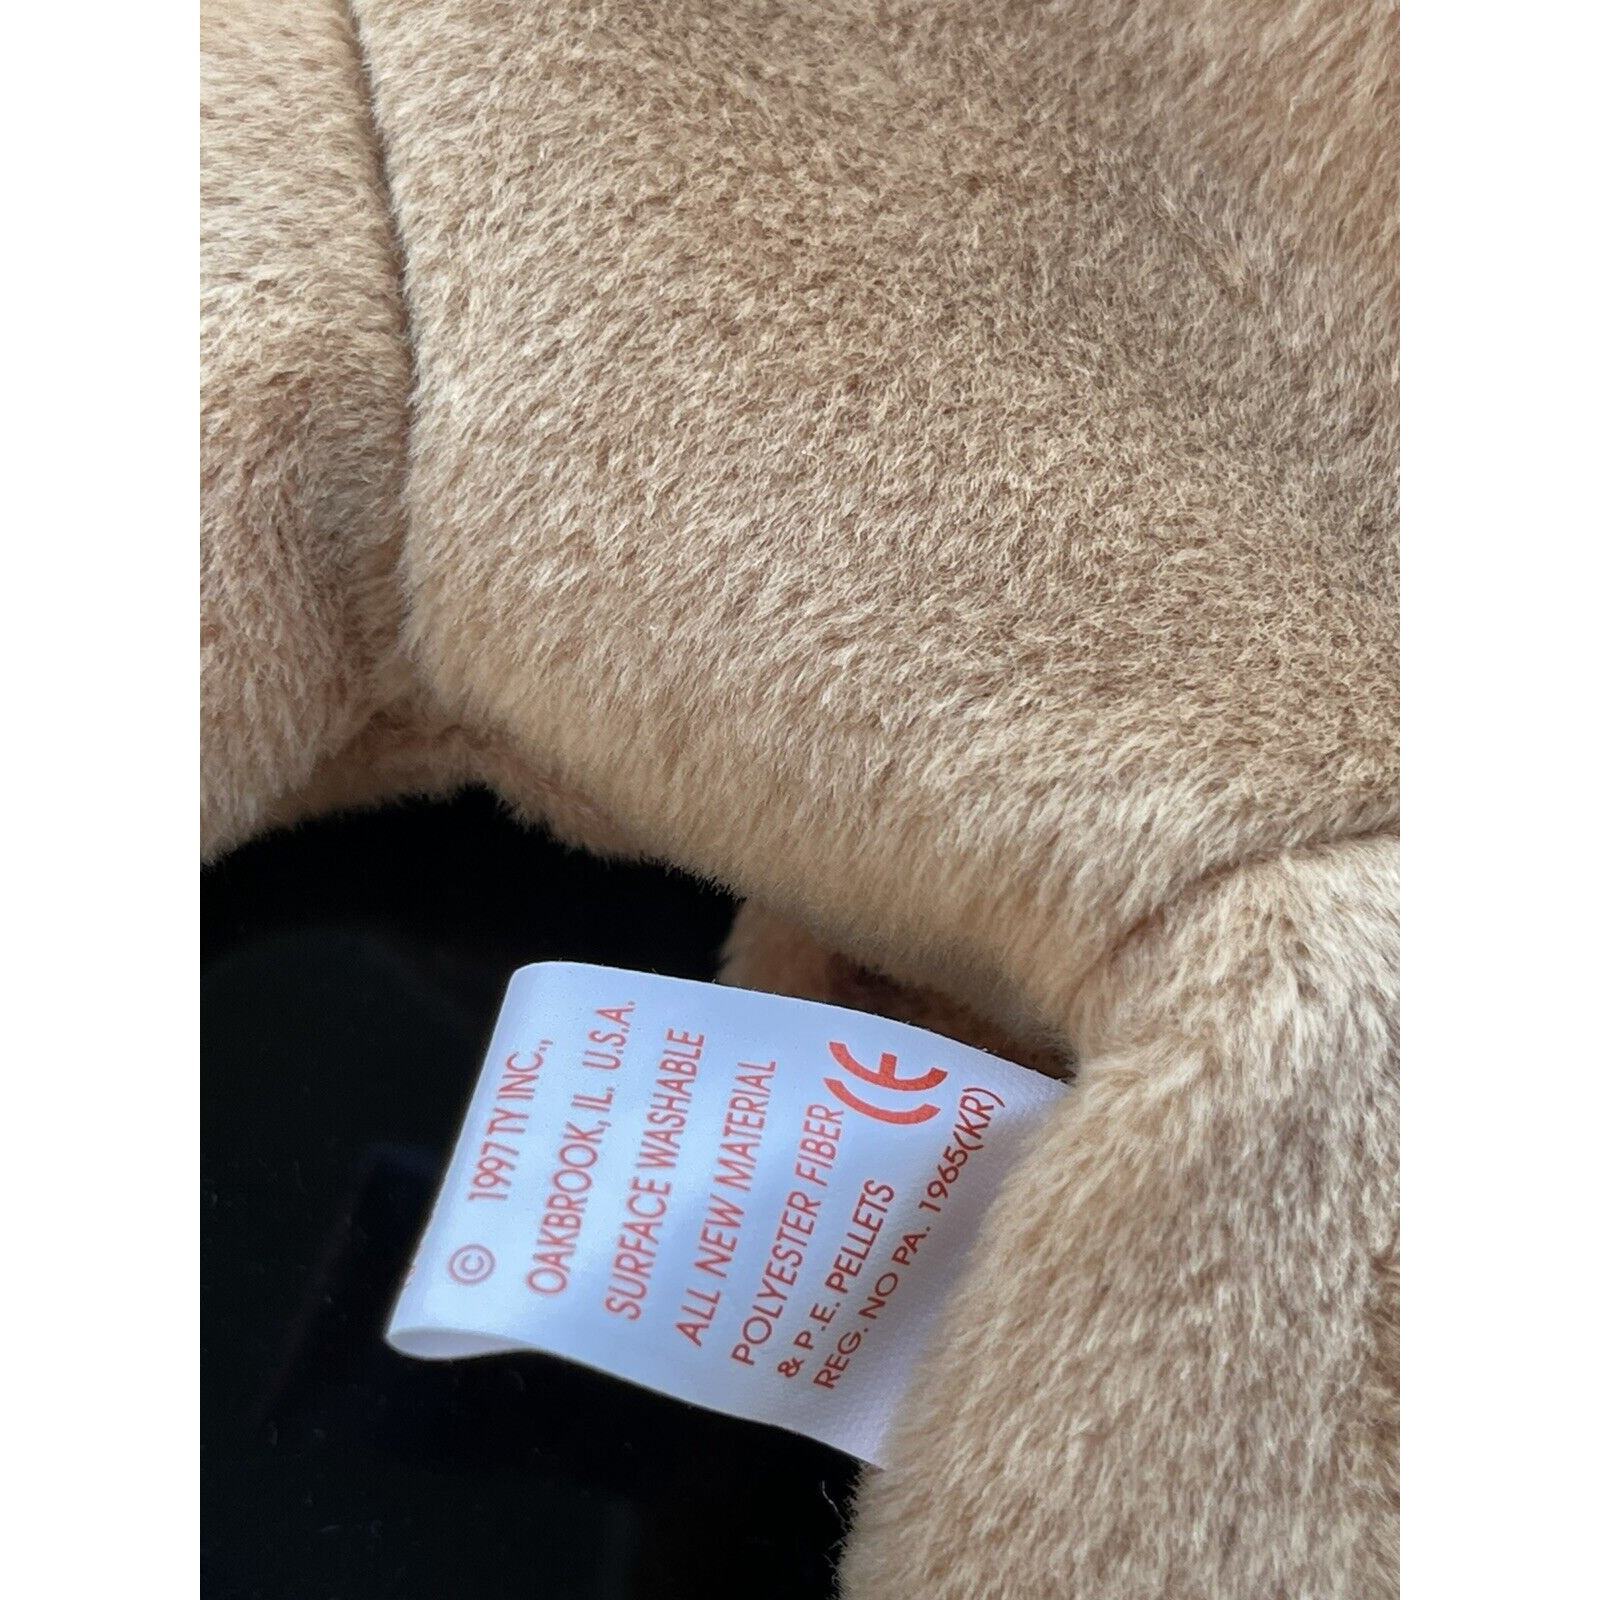 © 1997 TY INC.,
OAKBROOK, IL. U.S.A.
SURFACE WASHABLE
ALL NEW MATERIAL
POLYESTER FIBER
& P.E. PELLETS CE
REG. NO PA. 1965(KR)